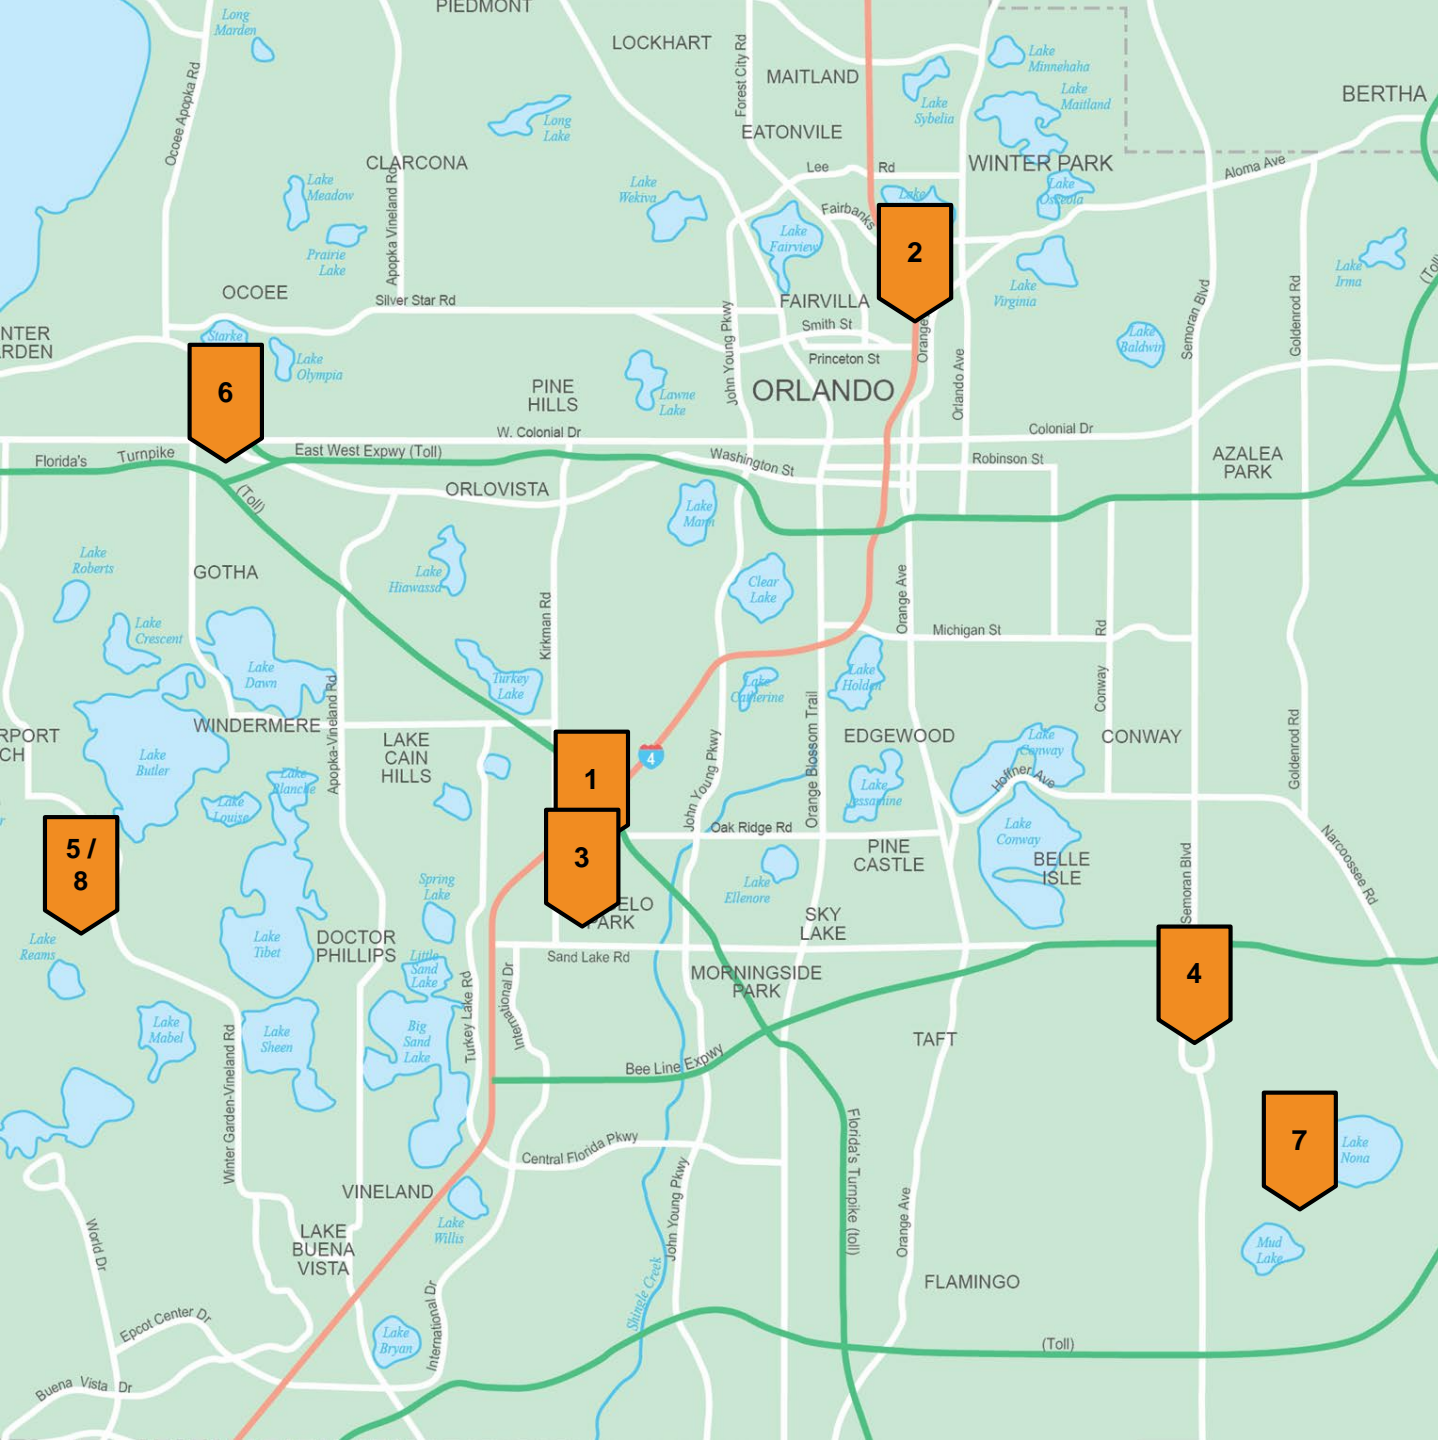 PIEDMONT
Long
Marden
LOCKHART
Forest City Rd
MAITLAND
Lake
Minnehaha
Lake
Maitland
Lake
Sybelia
BERTHA
Ocoee Apopka Rd
Long
Lake
EATONVILE
CLARCONA
Apopka Vineland Rd
Lee
Rd
WINTER PARK
Aloma Ave
Lake
Meadow
Lake
Wekiva
Lake
Osceola
Lake
Fairbanks
Prairie
Lake
Lake
Fairview
2
Lake
Virginia
Lake
Irma
(Toll)
OCOEE
Silver Star Rd
FAIRVILLA
Smith St
Princeton St
Orange
John Young Pkwy
Orlando Ave
Semoran Blvd
Goldenrod Rd
NTER
RDEN
Starke
Lake
Olympia
Lake
Baldwin
6
PINE
HILLS
Lawne
Lake
ORLANDO
W. Colonial Dr
Colonial Dr
Florida's
Turnpike
East West Expwy (Toll)
Washington St
Robinson St
AZALEA
PARK
(Toll)
ORLOVISTA
Lake
Mann
Lake
Roberts
GOTHA
Lake
Hiawassa
Clear
Lake
Kirkman Rd
Orange Ave
Michigan St
Rd
Conway
Lake
Crescent
Lake
Dawn
Turkey
Lake
Lake
Catherine
Lake
Holden
WINDERMERE
Apopka-Vineland Rd
RPORT
CH
Lake
Butler
LAKE
CAIN
HILLS
1
4
John Young Pkwy
Orange Blossom Trail
EDGEWOOD
Lake
Conway
CONWAY
Goldenrod Rd
Lake
Blanche
Lake
Louise
Lake
Jessamine
Hoffner Ave
Oak Ridge Rd
Lake
Conway
5 /
8
3
PINE
CASTLE
BELLE
ISLE
Narcoossee Rd
Semoran Blvd
Spring
Lake
Lake
Ellenore
ELO
PARK
SKY
LAKE
Lake
Reams
Lake
Tibet
DOCTOR
PHILLIPS
Little
Sand
Lake
Sand Lake Rd
MORNINGSIDE
PARK
4
Turkey Lake Rd
International Dr
Lake
Mabel
Lake
Sheen
Big
Sand
Lake
TAFT
Bee Line Expwy
Winter Garden-Vineland Rd
Florida's Turnpike (toll)
7
Lake
Nona
Central Florida Pkwy
VINELAND
John Young Pkwy
Orange Ave
Lake
Willis
World Dr
LAKE
BUENA
VISTA
Mud
Lake
Shingle Creek
FLAMINGO
Epcot Center Dr
International Dr
Lake
Bryan
(Toll)
Buena Vista Dr